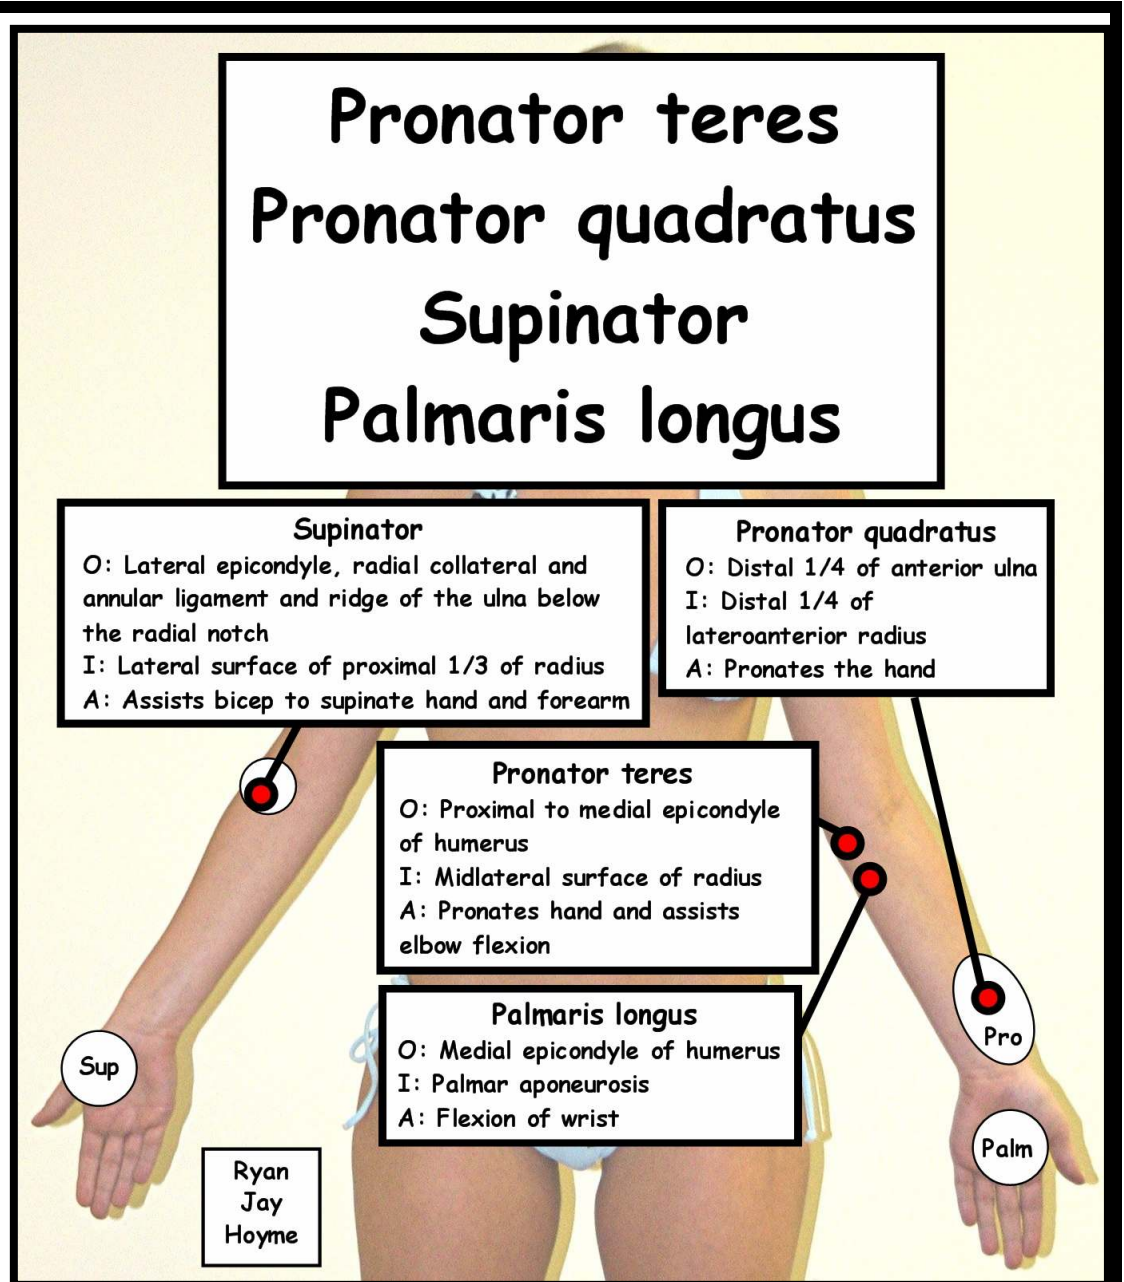 Pronator teres
Pronator quadratus
Supinator
Palmaris longus
Supinator
O: Lateral epicondyle, radial collateral and
annular ligament and ridge of the ulna below
the radial notch
I: Lateral surface of proximal 1/3 of radius
A: Assists bicep to supinate hand and forearm
Pronator quadratus
O: Distal 1/4 of anterior ulna
I: Distal 1/4 of
lateroanterior radius
A: Pronates the hand
Pronator teres
O: Proximal to medial epicondyle
of humerus
I: Midlateral surface of radius
A: Pronates hand and assists
elbow flexion
Palmaris longus
O: Medial epicondyle of humerus
I: Palmar aponeurosis
A: Flexion of wrist
Sup
Pro
Palm
Ryan
Jay
Hoyme